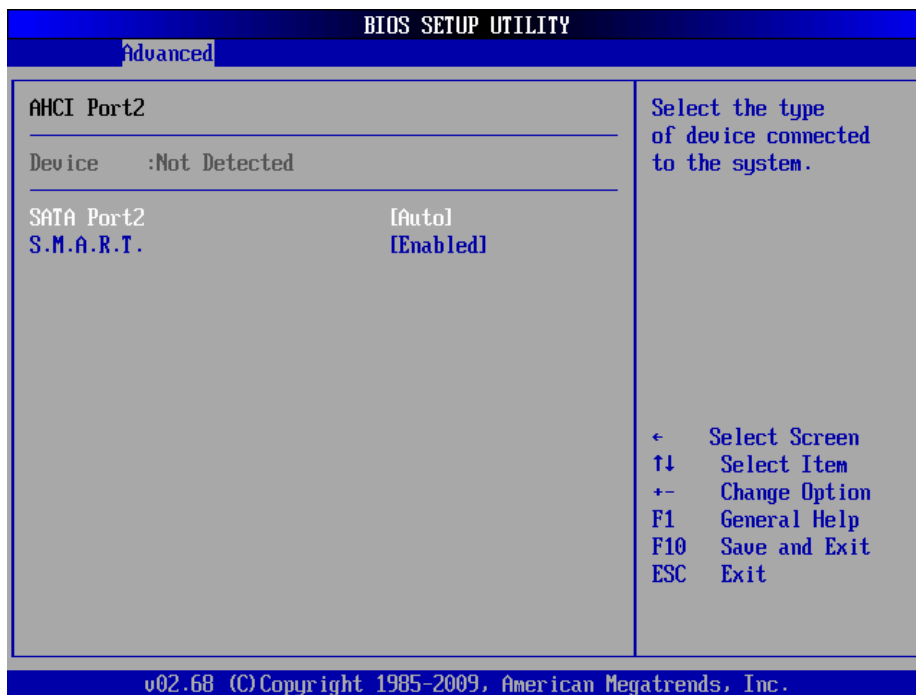 BIOS SETUP UTILITY
Advanced
AHCI Port2
Device :Not Detected
SATA Port2 [Auto]
S.M.A.R.T. [Enabled]
Select the type
of device connected
to the system.
← Select Screen
↑↓ Select Item
+- Change Option
F1 General Help
F10 Save and Exit
ESC Exit
v02.68 (C)Copyright 1985-2009, American Megatrends, Inc.